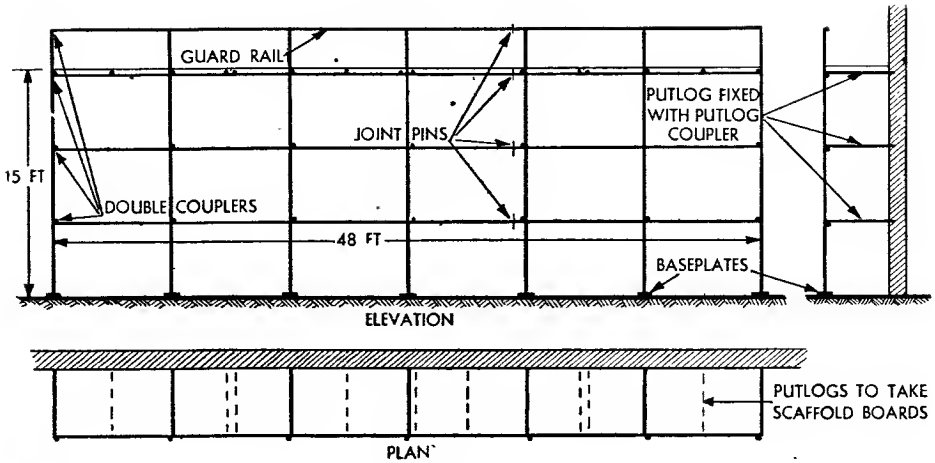 GUARD RAIL
JOINT PINS
PUTLOG FIXED
WITH PUTLOG
COUPLER
15 FT
DOUBLE COUPLERS
48 FT
BASEPLATES
ELEVATION
PUTLOGS TO TAKE
SCAFFOLD BOARDS
PLAN